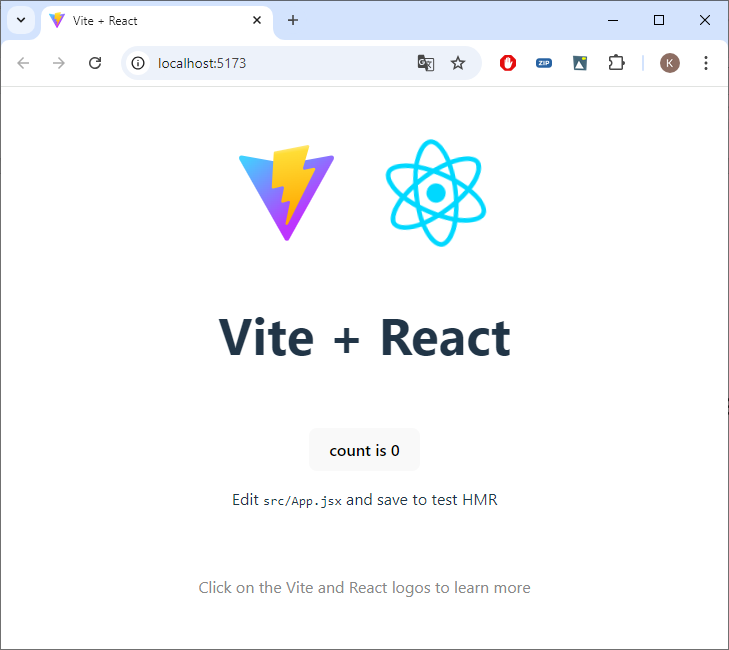 Vite + React
localhost:5173
ZIP
K
Vite + React
count is 0
Edit src/App.jsx and save to test HMR
Click on the Vite and React logos to learn more